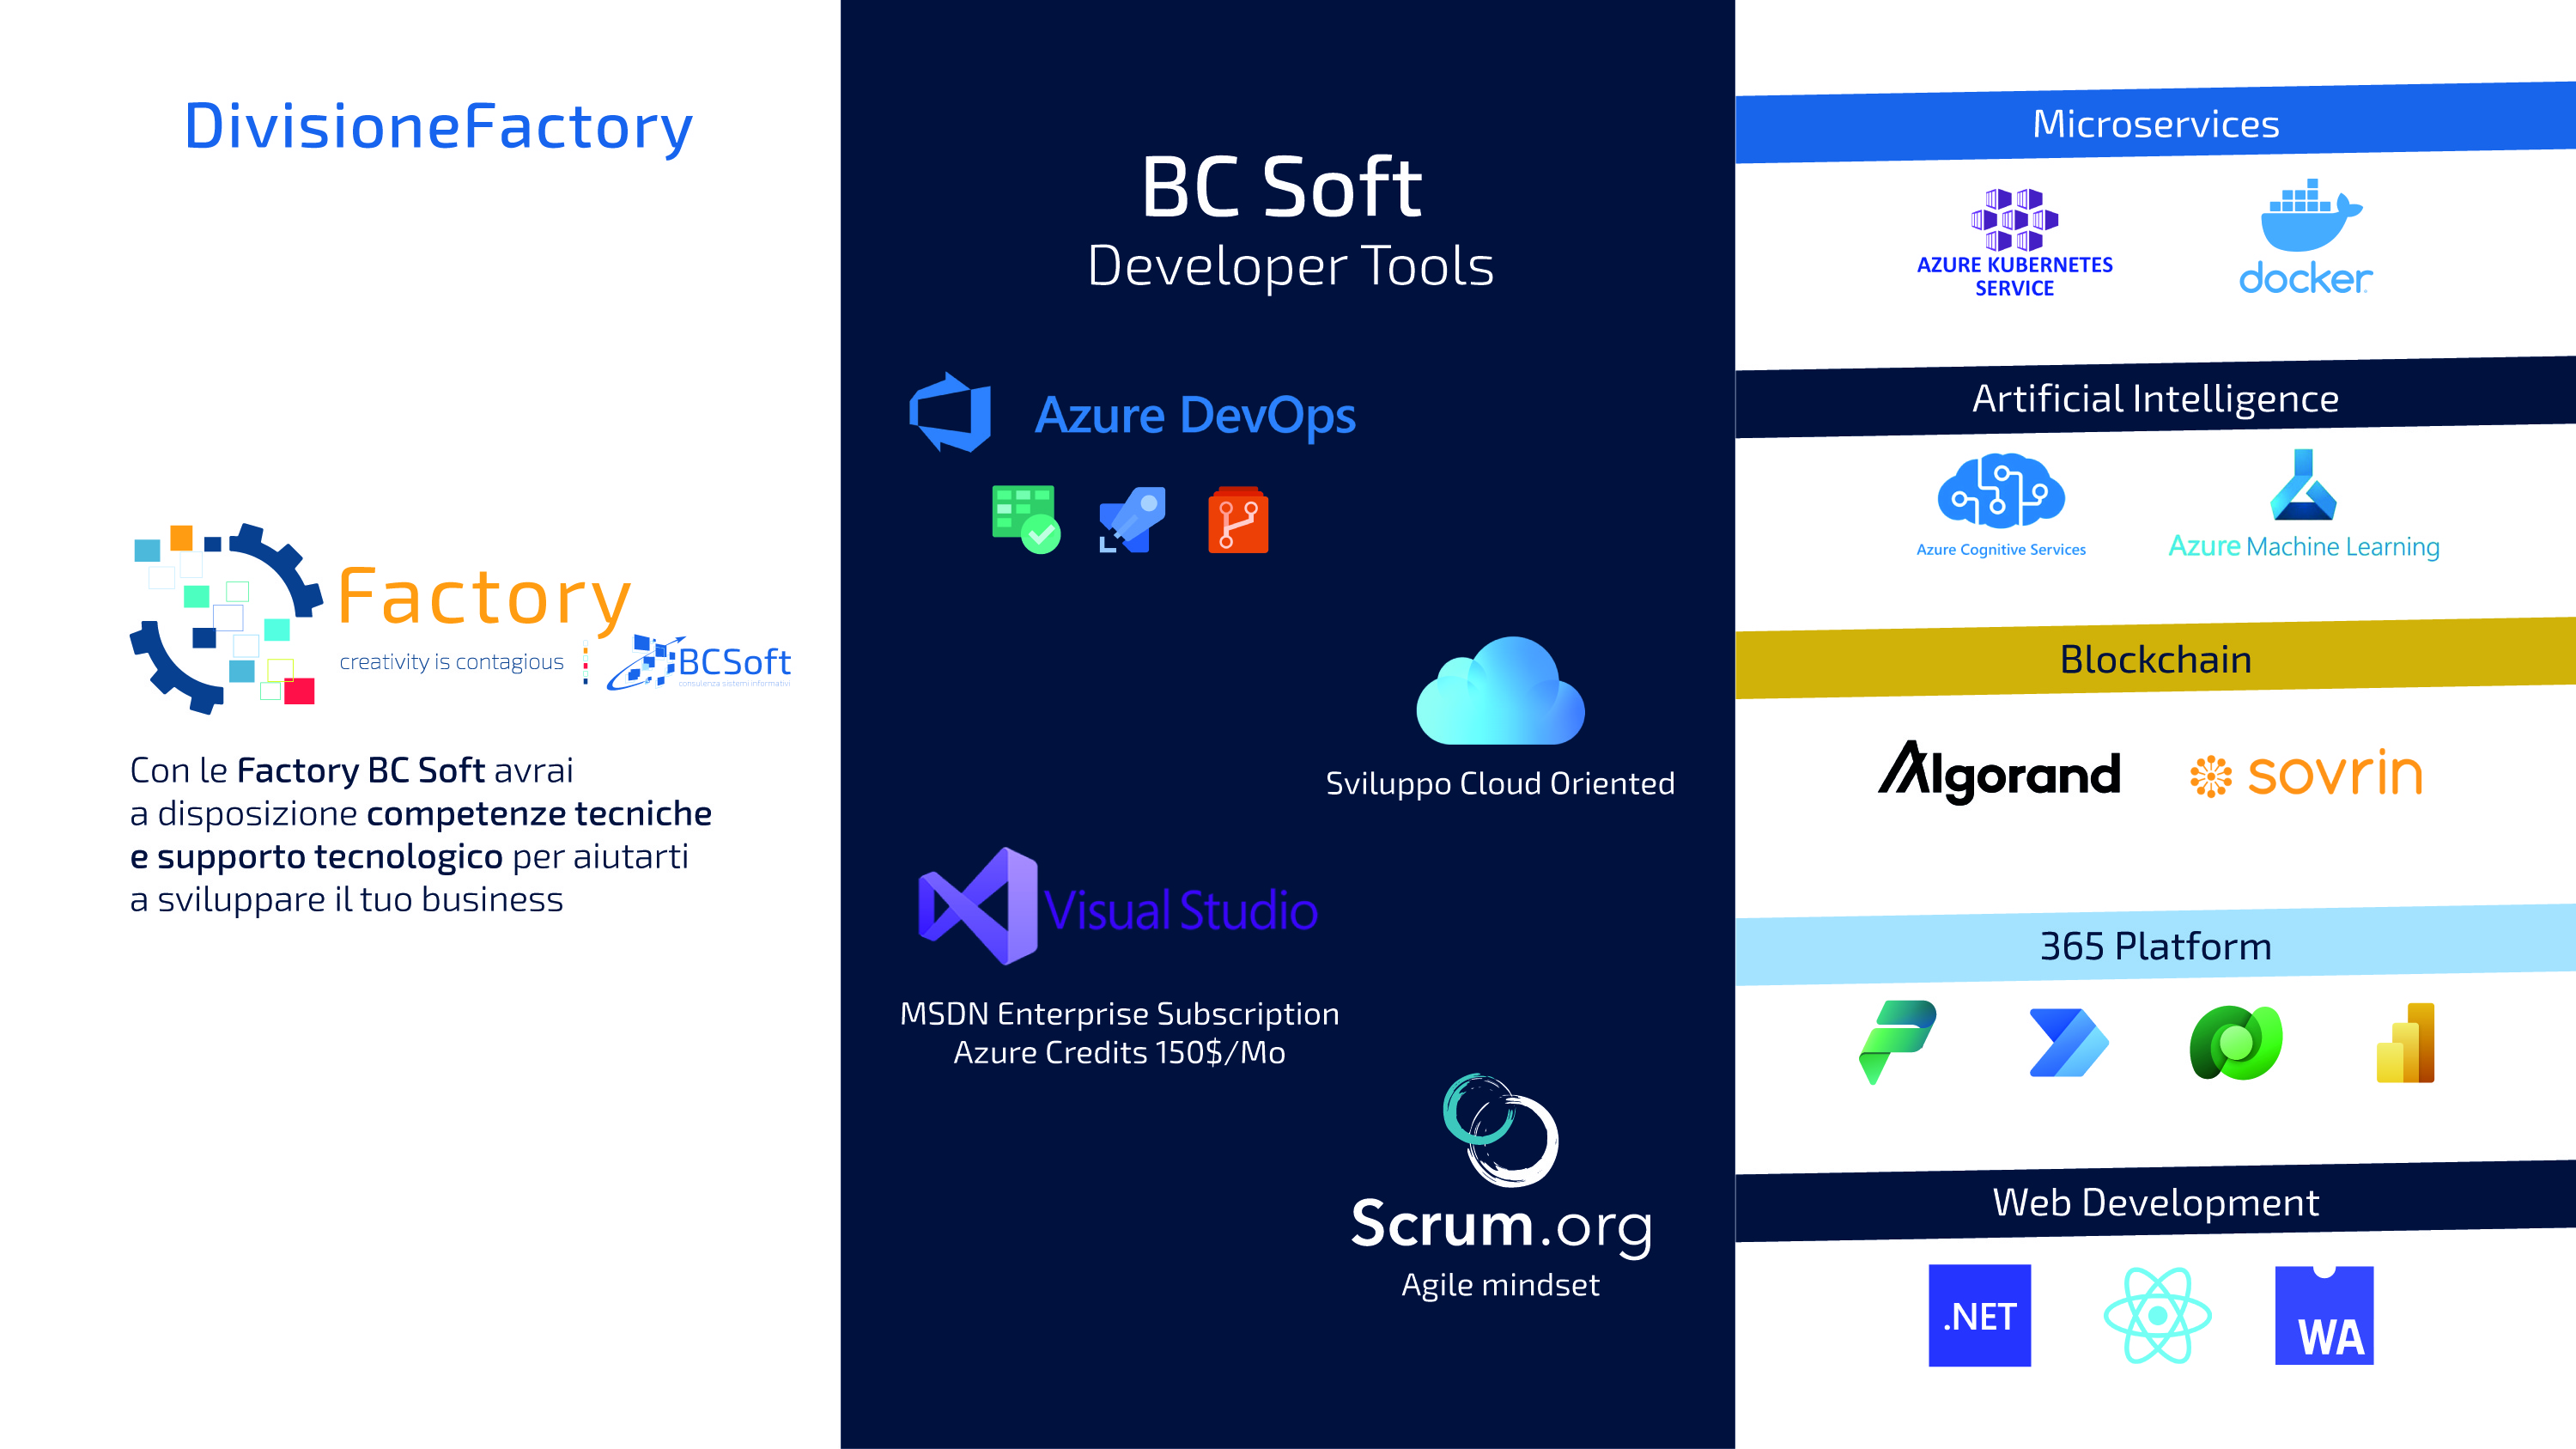 DivisioneFactory
Factory
creativity is contagious
BCSoft
consulenza sistemi informativi
Con le Factory BC Soft avrai
a disposizione competenze tecniche
e supporto tecnologico per aiutarti
a sviluppare il tuo business
BC Soft
Developer Tools
Azure DevOps
Sviluppo Cloud Oriented
Visual Studio
MSDN Enterprise Subscription
Azure Credits 150$/Mo
Scrum.org
Agile mindset
Microservices
AZURE KUBERNETES
SERVICE
docker
Artificial Intelligence
Azure Cognitive Services
Azure Machine Learning
Blockchain
Algorand
sovrin
365 Platform
Web Development
.NET
WA